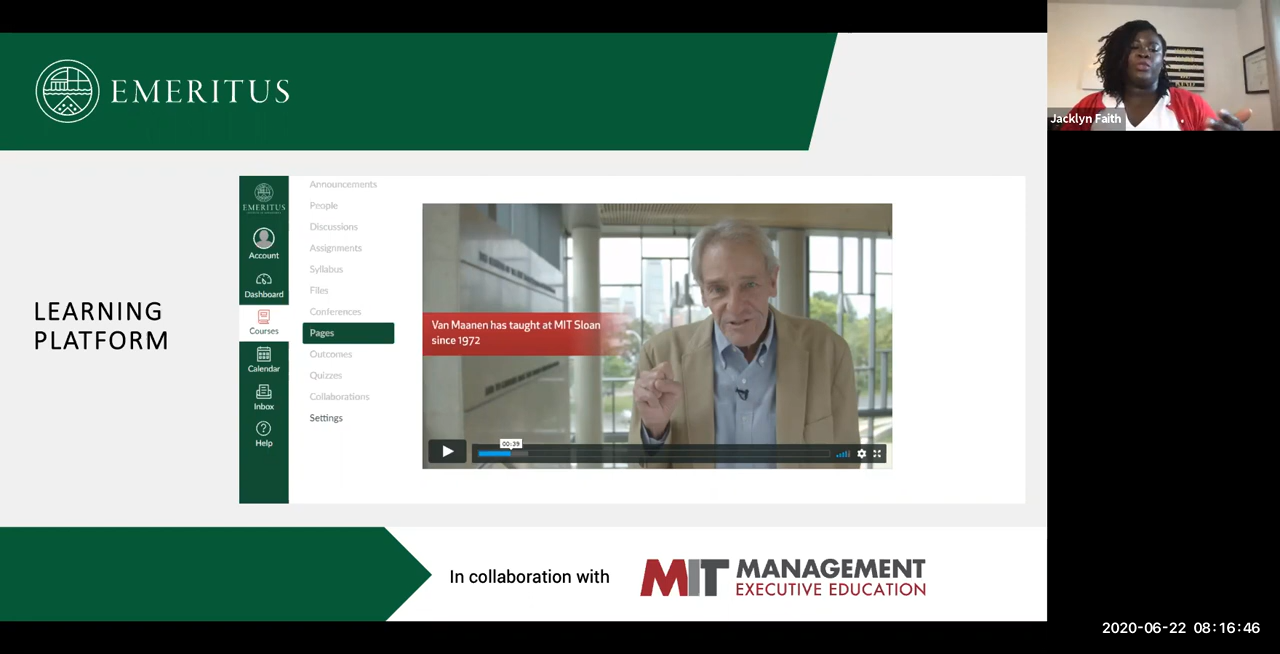 EMERITUS
Jacklyn Faith
LEARNING
PLATFORM
EMERITUS
Account
Dashboard
Courses
Calendar
Inbox
Help
Announcements
People
Discussions
Assignments
Syllabus
Files
Conferences
Pages
Outcomes
Quizzes
Collaborations
Settings
Van Maanen has taught at MIT Sloan
since 1972
00:39
In collaboration with
MIT MANAGEMENT
EXECUTIVE EDUCATION
2020-06-22 08:16:46